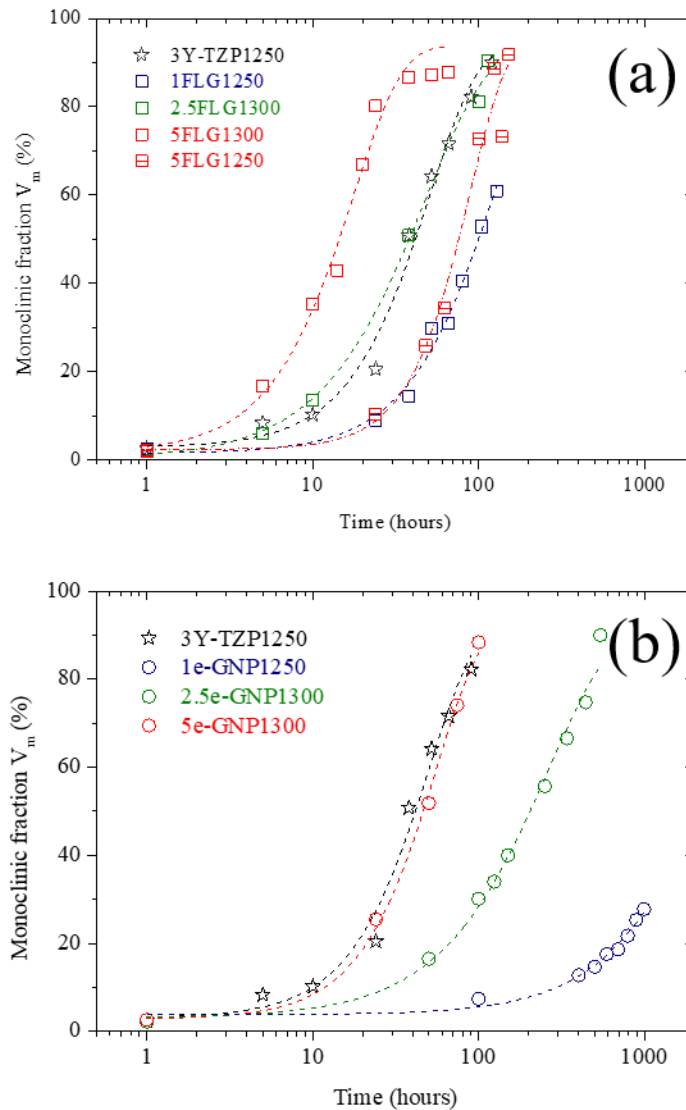 (a)
3Y-TZP1250
1FLG1250
2.5FLG1300
5FLG1300
5FLG1250
100
80
60
40
20
0
Monoclinic fraction Vm (%)
1 10 100 1000
Time (hours)
(b)
3Y-TZP1250
1e-GNP1250
2.5e-GNP1300
5e-GNP1300
100
80
60
40
20
0
Monoclinic fraction Vm (%)
1 10 100 1000
Time (hours)